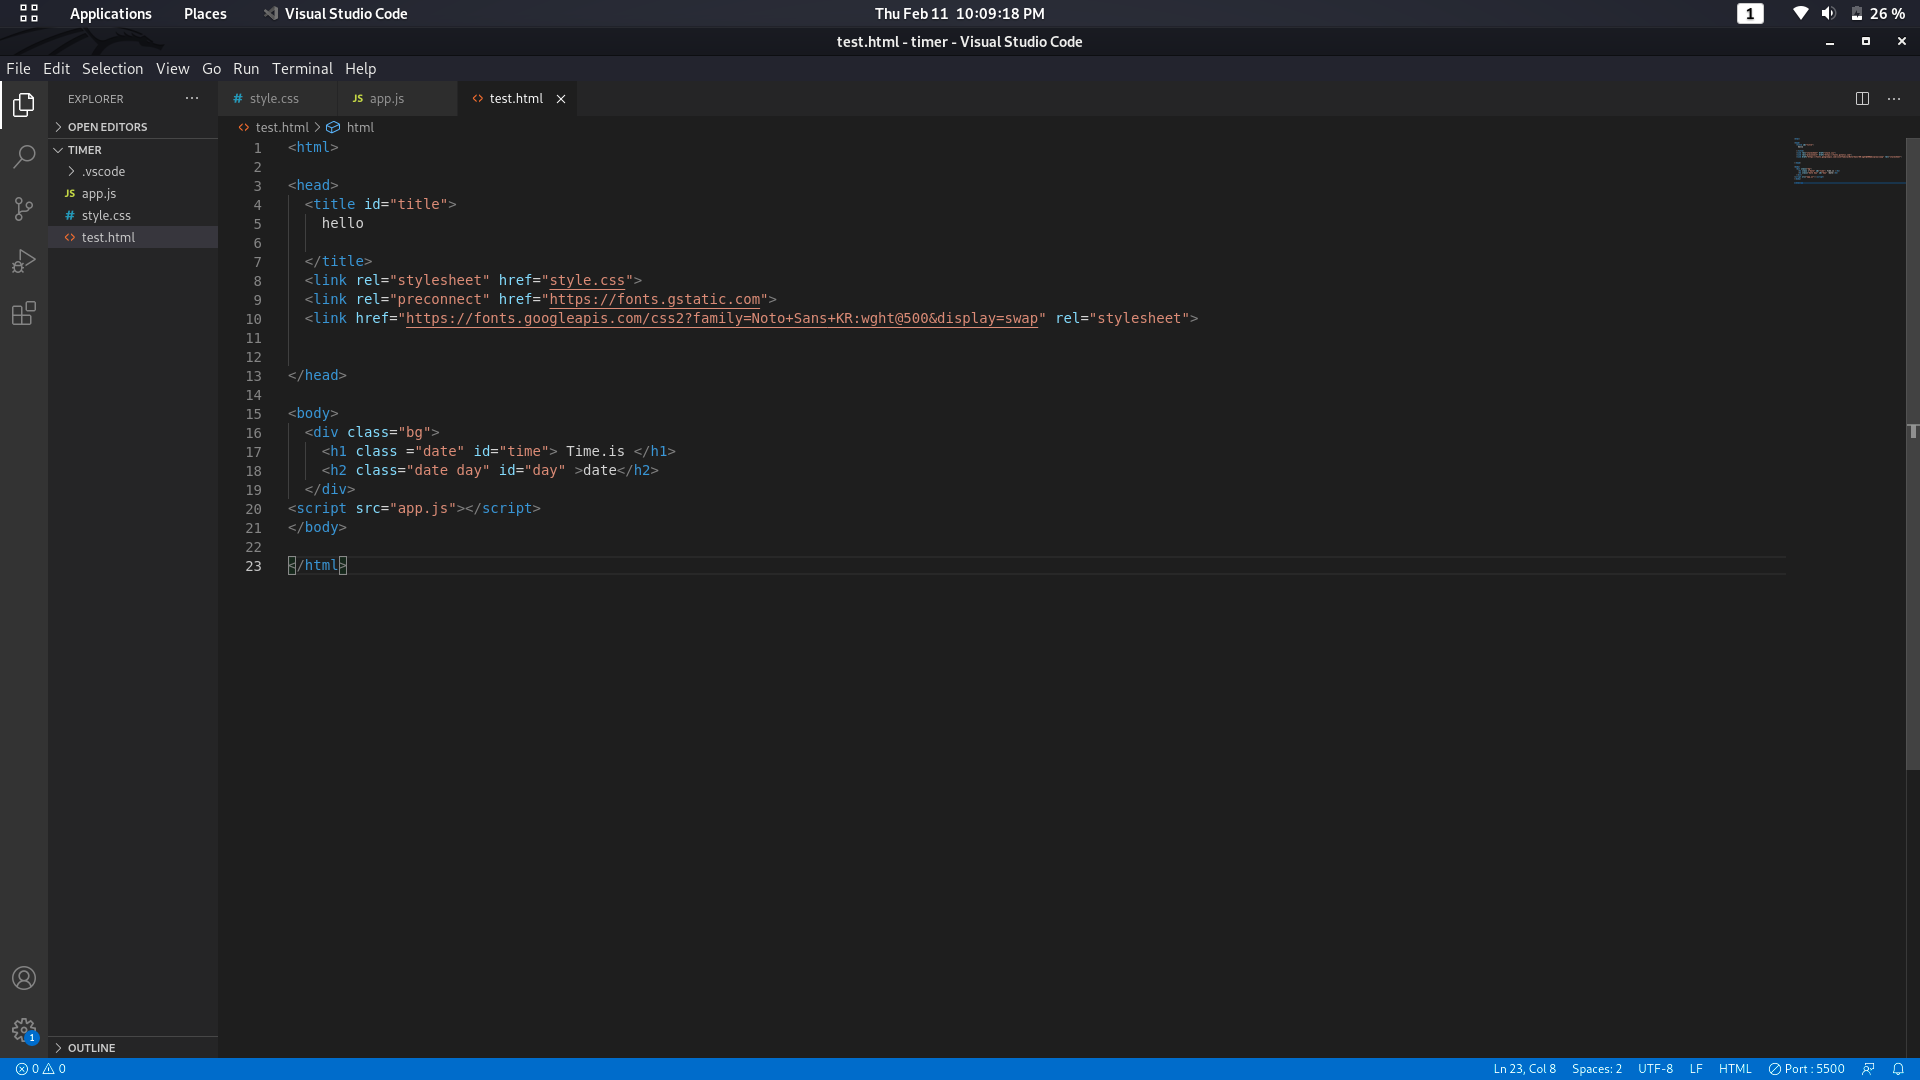 Applications Places Visual Studio Code Thu Feb 11 10:09:18 PM 1 26 %
test.html - timer - Visual Studio Code
File Edit Selection View Go Run Terminal Help
EXPLORER
OPEN EDITORS
TIMER
.vscode
JS app.js
# style.css
<> test.html
OUTLINE
# style.css JS app.js <> test.html
<> test.html > html
1 <html>
2
3 <head>
4 <title id="title">
5 hello
6
7 </title>
8 <link rel="stylesheet" href="style.css">
9 <link rel="preconnect" href="https://fonts.gstatic.com">
10 <link href="https://fonts.googleapis.com/css2?family=Noto+Sans+KR:wght@500&display=swap" rel="stylesheet">
11
12
13 </head>
14
15 <body>
16 <div class="bg">
17 <h1 class ="date" id="time"> Time.is </h1>
18 <h2 class="date day" id="day" >date</h2>
19 </div>
20 <script src="app.js"></script>
21 </body>
22
23 </html>
1
0 0 Ln 23, Col 8 Spaces: 2 UTF-8 LF HTML Port : 5500